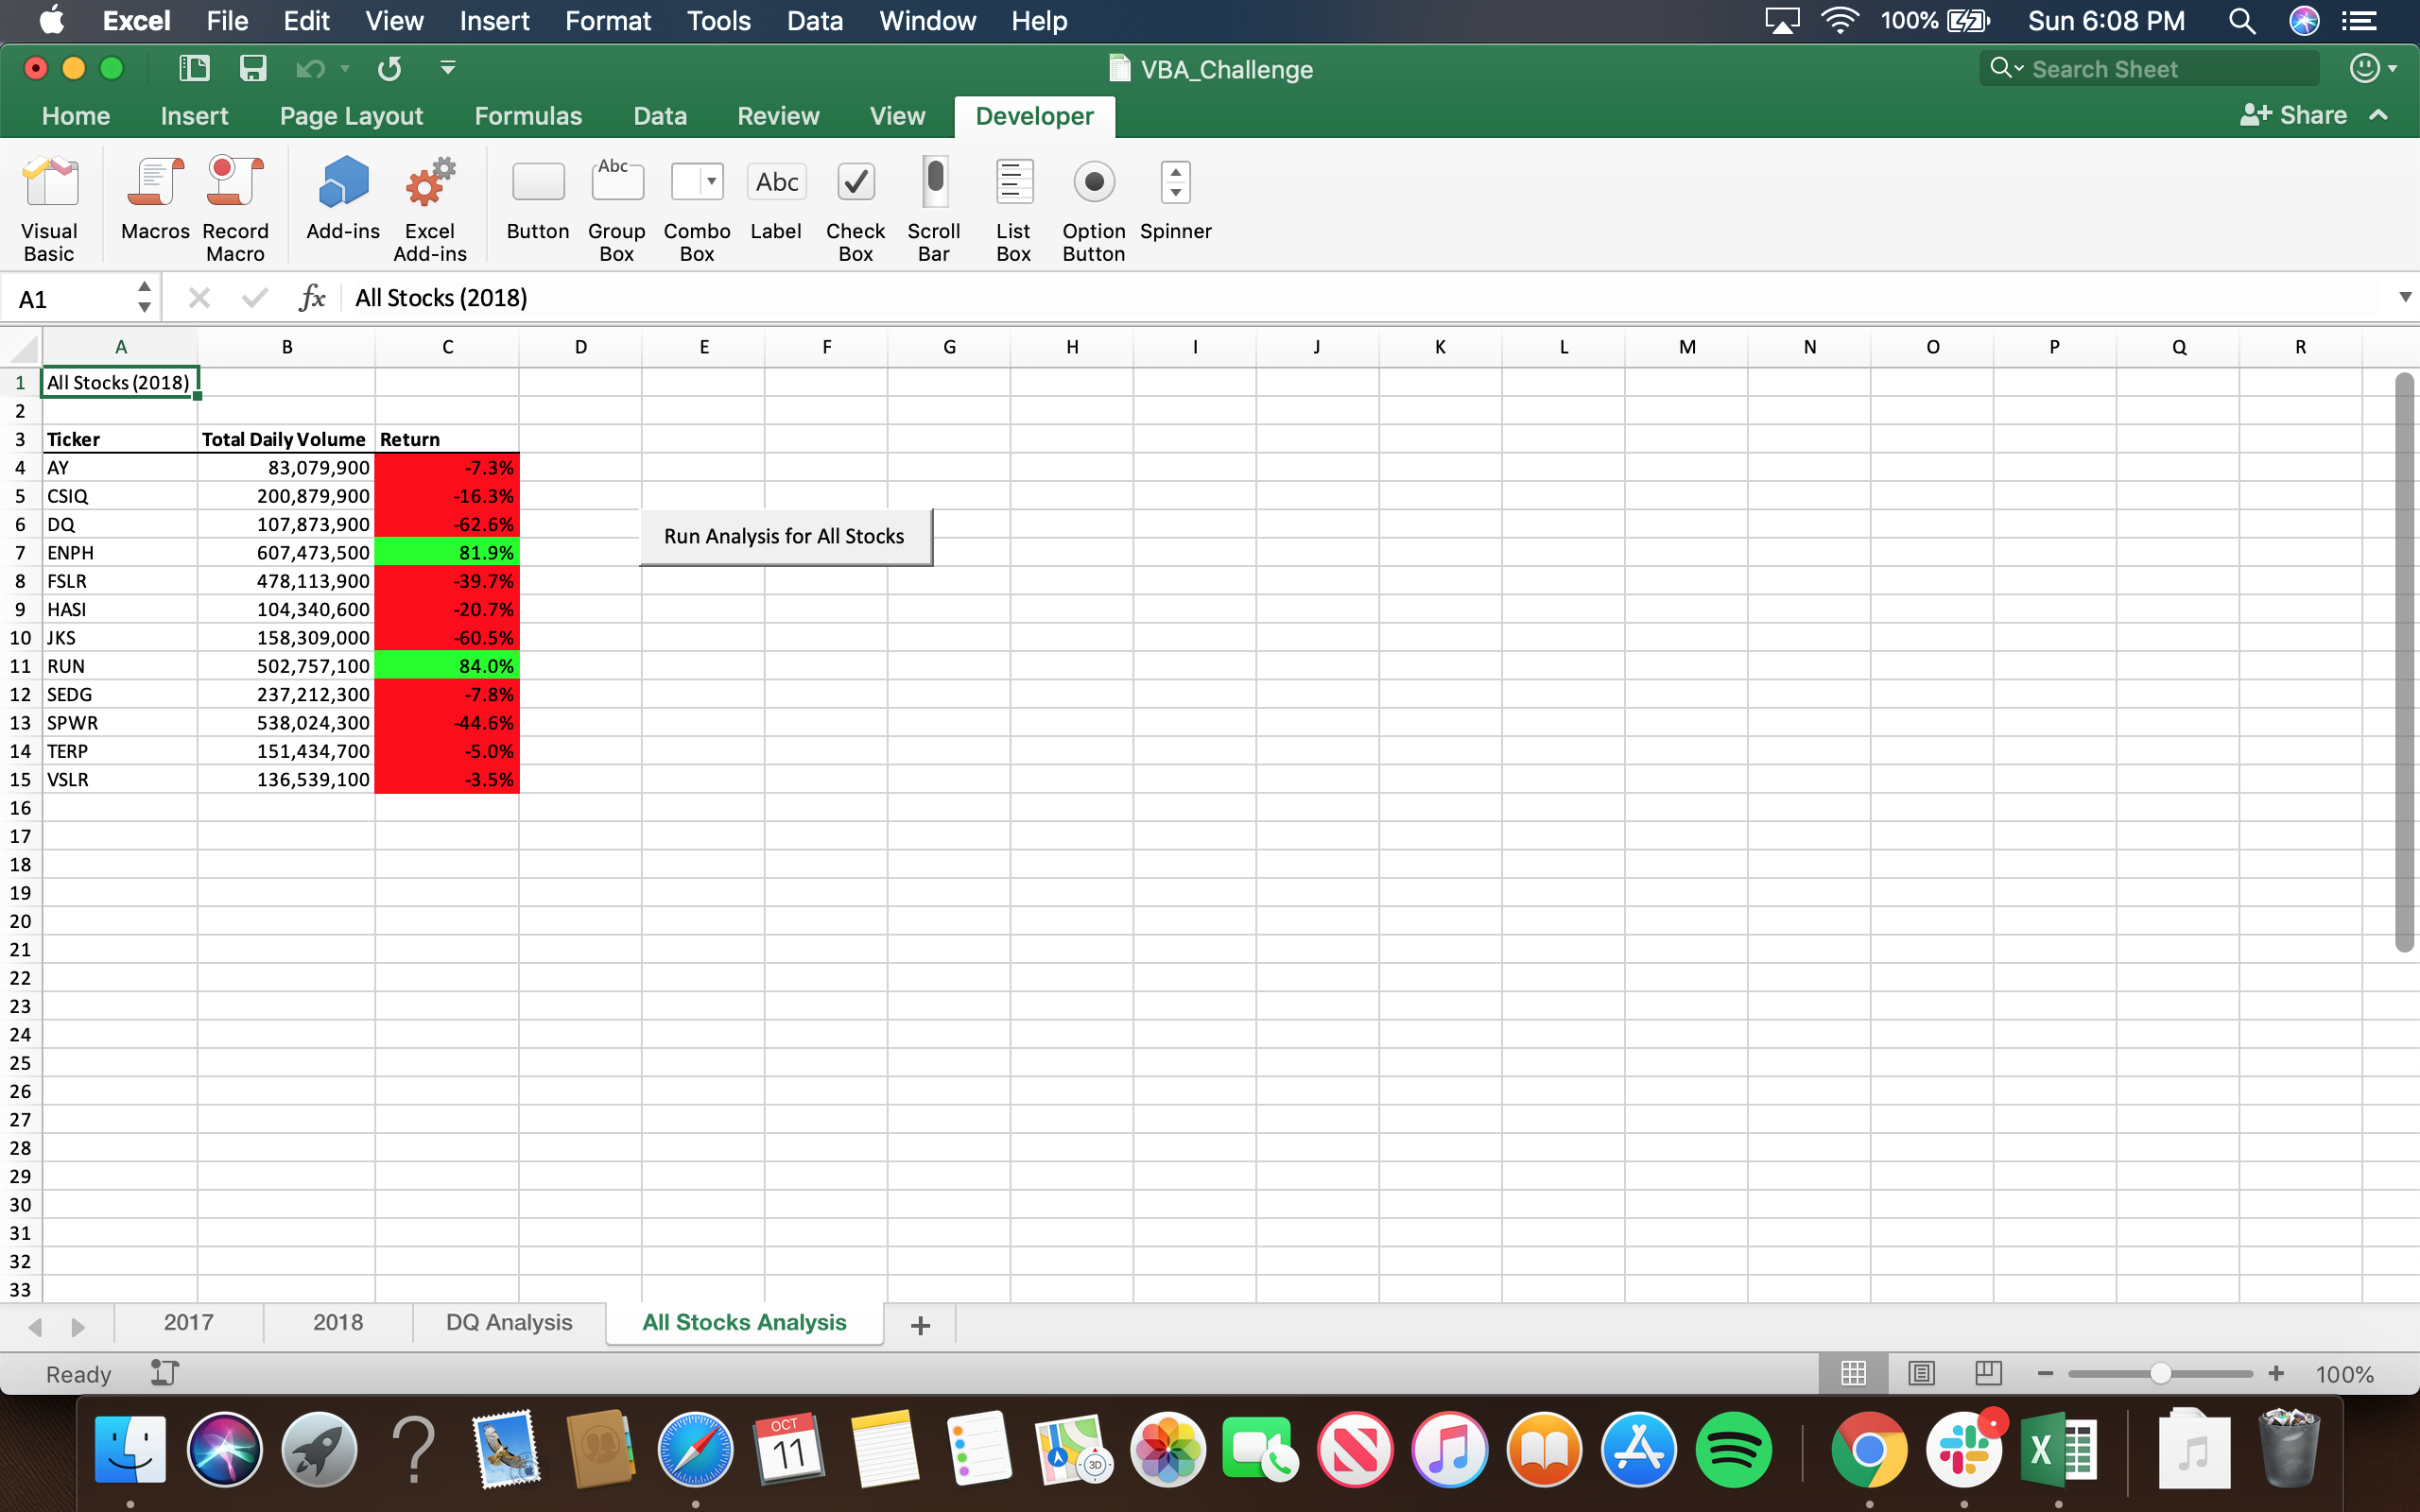 Excel File Edit View Insert Format Tools Data Window Help 100% Sun 6:08 PM
VBA_Challenge Search Sheet
Home Insert Page Layout Formulas Data Review View Developer Share
Abc Abc
Visual Basic Macros Record Macro Add-ins Excel Add-ins Button Group Box Combo Box Label Check Box Scroll Bar List Box Option Button Spinner
A1 fx All Stocks (2018)
A B C D E F G H I J K L M N O P Q R
1 All Stocks (2018)
2
3 Ticker Total Daily Volume Return
4 AY 83,079,900 -7.3%
5 CSIQ 200,879,900 -16.3%
6 DQ 107,873,900 -62.6%
Run Analysis for All Stocks
7 ENPH 607,473,500 81.9%
8 FSLR 478,113,900 -39.7%
9 HASI 104,340,600 -20.7%
10 JKS 158,309,000 -60.5%
11 RUN 502,757,100 84.0%
12 SEDG 237,212,300 -7.8%
13 SPWR 538,024,300 -44.6%
14 TERP 151,434,700 -5.0%
15 VSLR 136,539,100 -3.5%
16
17
18
19
20
21
22
23
24
25
26
27
28
29
30
31
32
33
2017 2018 DQ Analysis All Stocks Analysis +
Ready 100%
OCT
11
3D
X